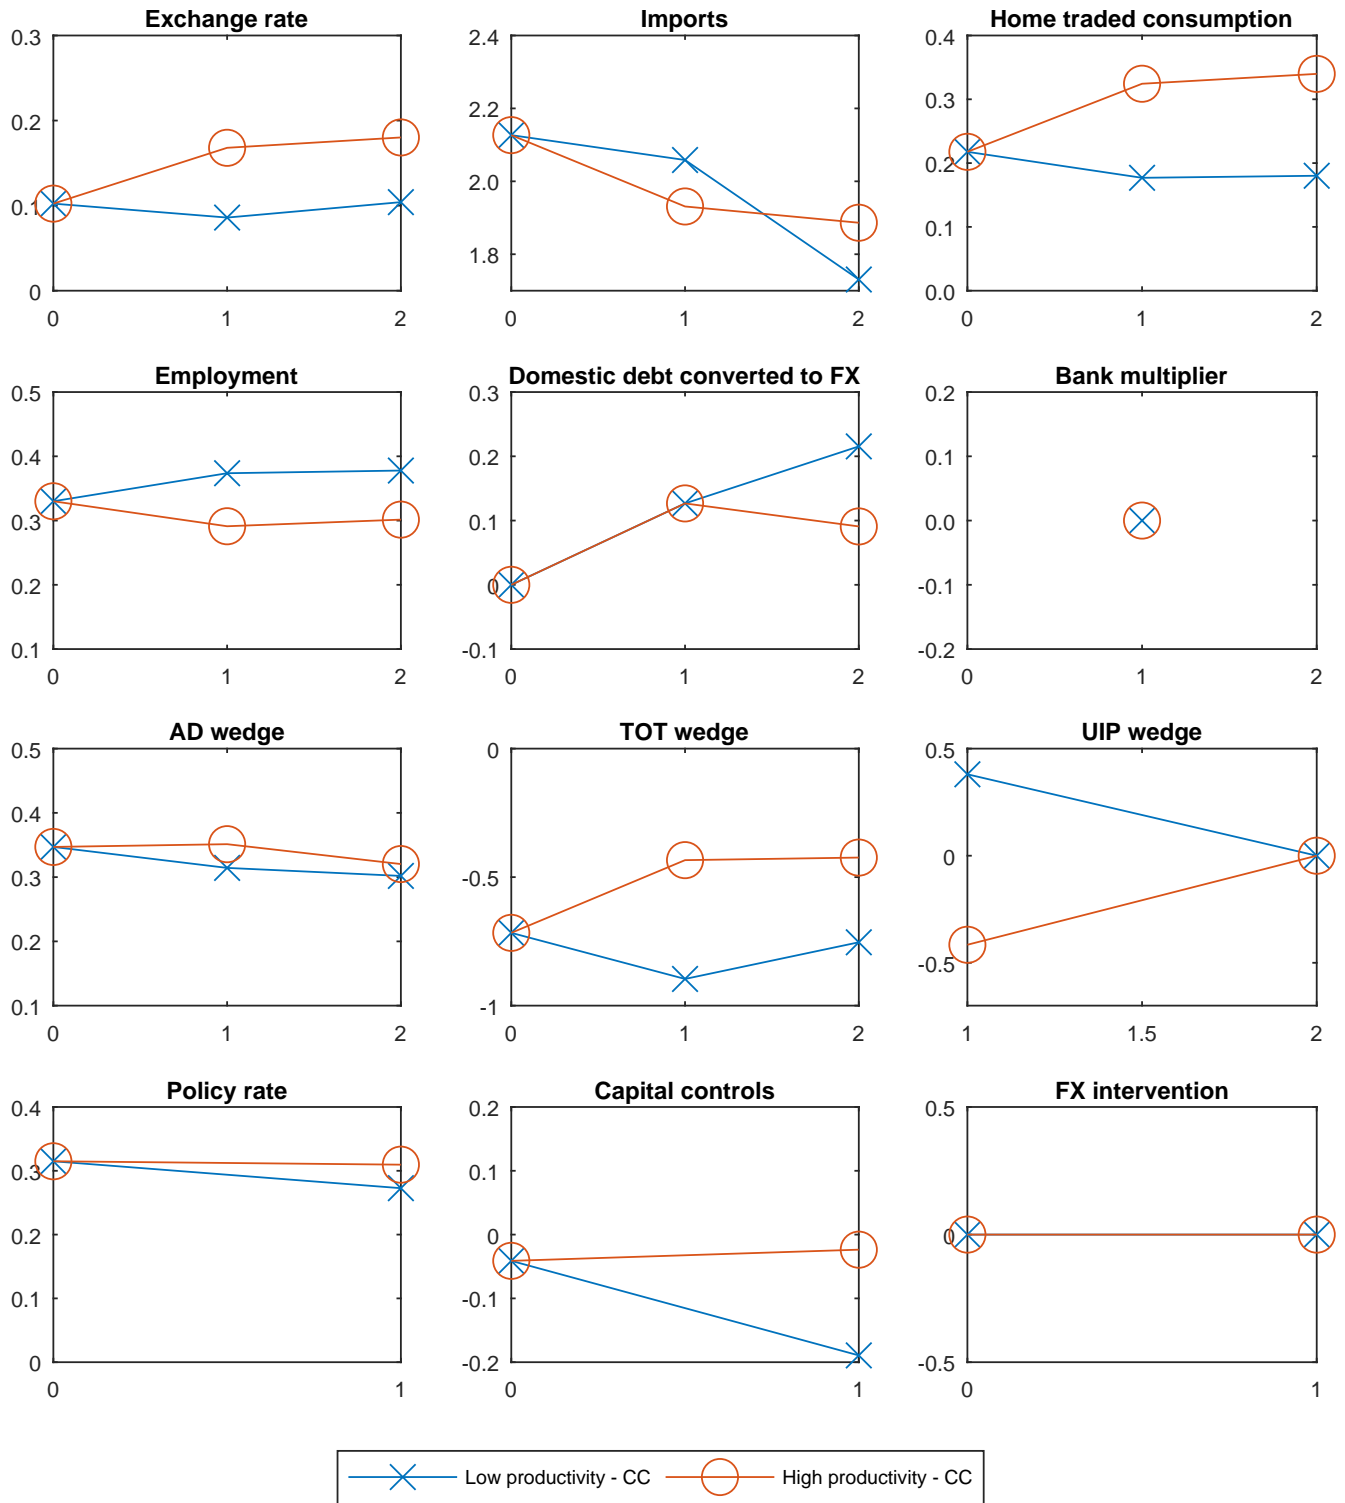 Exchange rate Imports Home traded consumption
0.3 2.4 0.4
0.2 2.2 0.3
0.1 2.0 0.2
1.8 0.1
0 0.0
0 1 2 0 1 2 0 1 2
Employment Domestic debt converted to FX Bank multiplier
0.5 0.3 0.2
0.4 0.2 0.1
0.3 0.1 0.0
0.2 0 -0.1
0.1 -0.1 -0.2
0 1 2 0 1 2 0 1 2
AD wedge TOT wedge UIP wedge
0.5 0 0.5
0.4 0
0.3 -0.5
0.2 -0.5
0.1 -1
0 1 2 0 1 2 1 1.5 2
Policy rate Capital controls FX intervention
0.4 0.2 0.5
0.3 0.1
0.2 0 0
0.1 -0.1
0 -0.2 -0.5
0 1 0 1 0 1
Low productivity - CC High productivity - CC